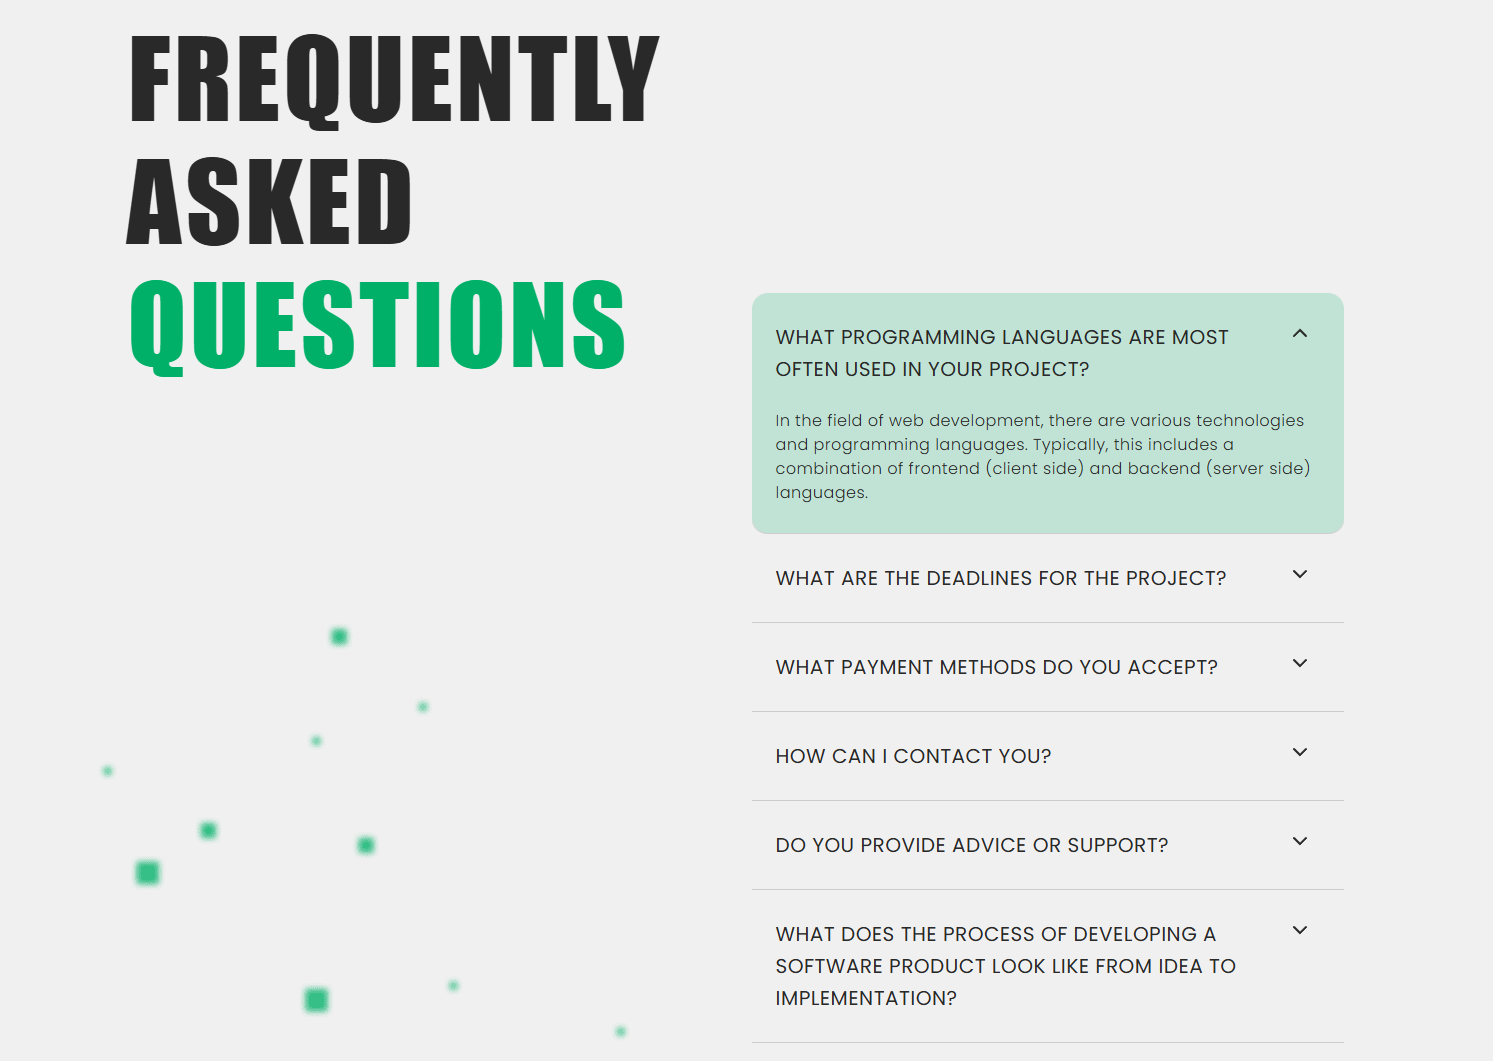 FREQUENTLY
ASKED
QUESTIONS
WHAT PROGRAMMING LANGUAGES ARE MOST
OFTEN USED IN YOUR PROJECT?
In the field of web development, there are various technologies
and programming languages. Typically, this includes a
combination of frontend (client side) and backend (server side)
languages.
WHAT ARE THE DEADLINES FOR THE PROJECT?
WHAT PAYMENT METHODS DO YOU ACCEPT?
HOW CAN I CONTACT YOU?
DO YOU PROVIDE ADVICE OR SUPPORT?
WHAT DOES THE PROCESS OF DEVELOPING A
SOFTWARE PRODUCT LOOK LIKE FROM IDEA TO
IMPLEMENTATION?